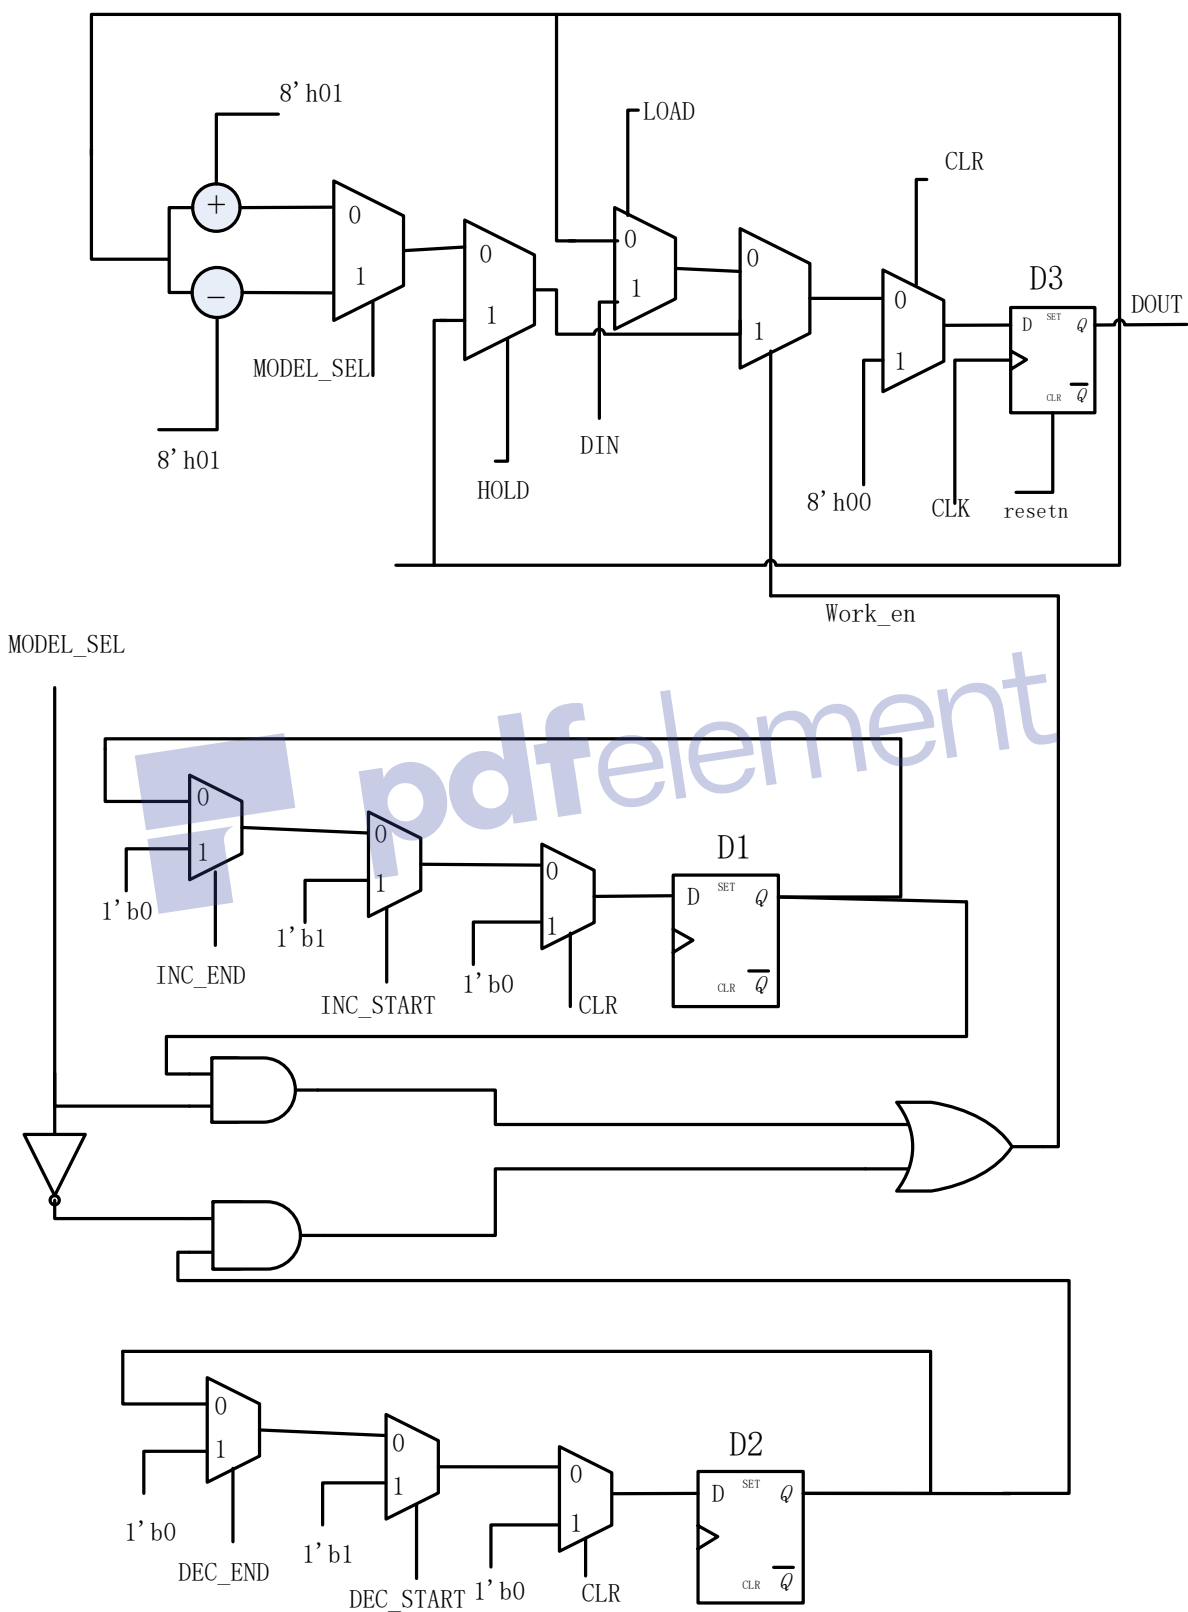 8'h01
LOAD
CLR
+
0
1
0
1
0
1
0
1
0
1
−
D3
D SET Q
CLR Q
DOUT
MODEL_SEL
8'h01
HOLD
DIN
8'h00
CLK
resetn
Work_en
MODEL_SEL
pdfelement
0
1
0
1
0
1
D1
D SET Q
CLR Q
1'b0
1'b1
1'b0
INC_END
INC_START
CLR
0
1
0
1
0
1
D2
D SET Q
CLR Q
1'b0
1'b1
1'b0
DEC_END
DEC_START
CLR